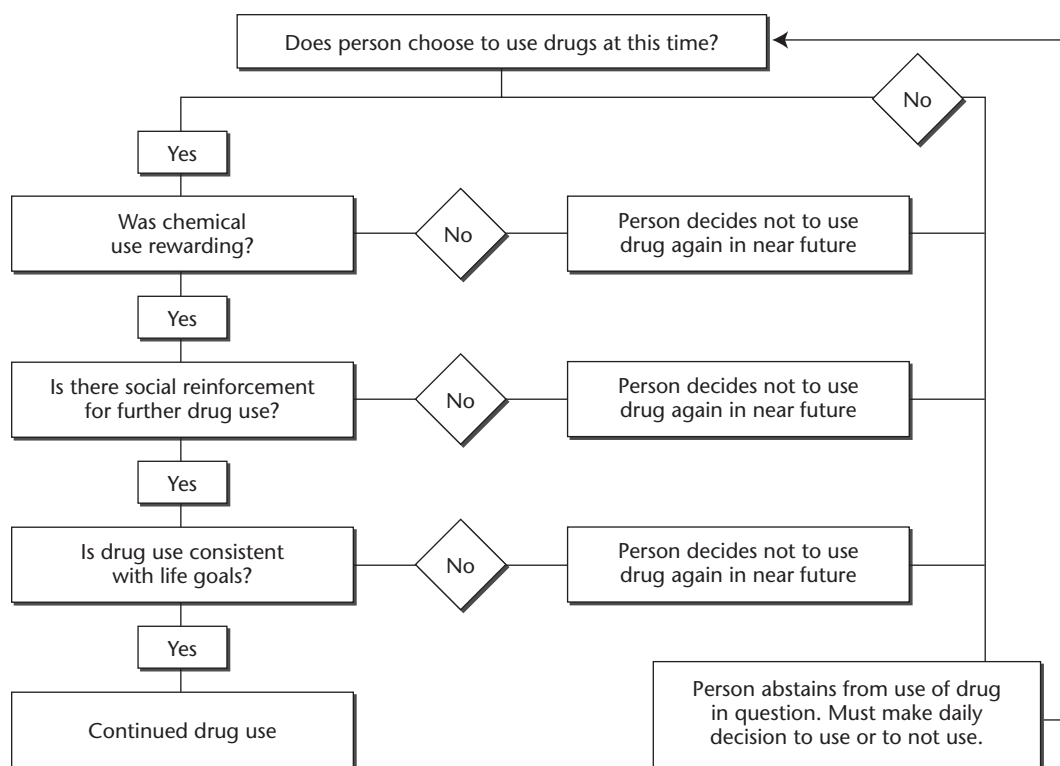 Does person choose to use drugs at this time?
No
Yes
Was chemical
use rewarding?
No
Person decides not to use
drug again in near future
Yes
Is there social reinforcement
for further drug use?
No
Person decides not to use
drug again in near future
Yes
Is drug use consistent
with life goals?
No
Person decides not to use
drug again in near future
Yes
Continued drug use
Person abstains from use of drug
in question. Must make daily
decision to use or to not use.